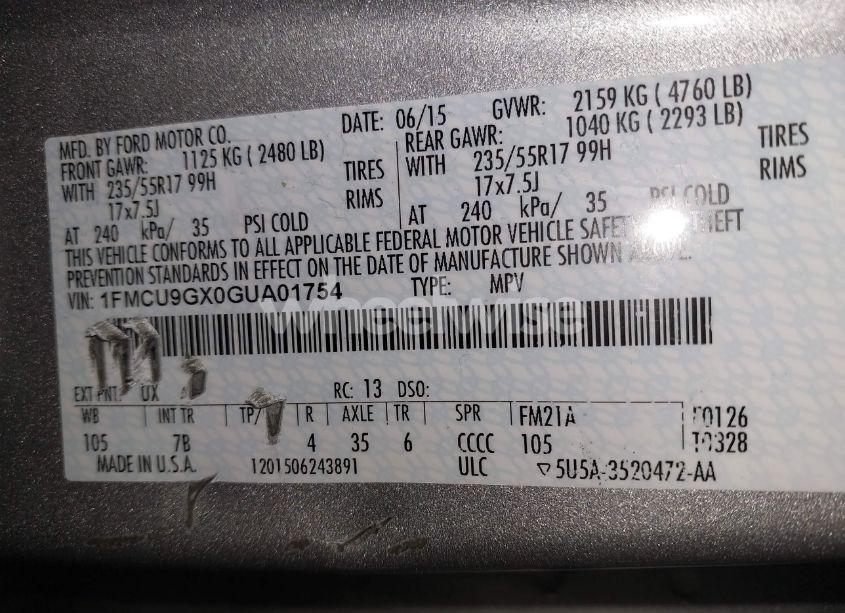 MFD. BY FORD MOTOR CO. DATE: 06/15 GVWR: 2159 KG ( 4760 LB)
FRONT GAWR: 1125 KG ( 2480 LB) REAR GAWR: 1040 KG ( 2293 LB)
WITH 235/55R17 99H TIRES WITH 235/55R17 99H TIRES
17x7.5J RIMS 17x7.5J RIMS
AT 240 kPa/ 35 PSI COLD AT 240 kPa/ 35 PSI COLD
THIS VEHICLE CONFORMS TO ALL APPLICABLE FEDERAL MOTOR VEHICLE SAFETY THEFT
PREVENTION STANDARDS IN EFFECT ON THE DATE OF MANUFACTURE SHOWN ABOVE.
VIN: 1FMCU9GX0GUA01754 TYPE: MPV
Wheelwise
EXT PNT: UX RC: 13 DSO:
WB INT TR TP/ R AXLE TR SPR FM21A F0126
105 7B 4 35 6 CCCC 105 T0328
MADE IN U.S.A. 1201506243891 ULC ▽5U5A-3520472-AA